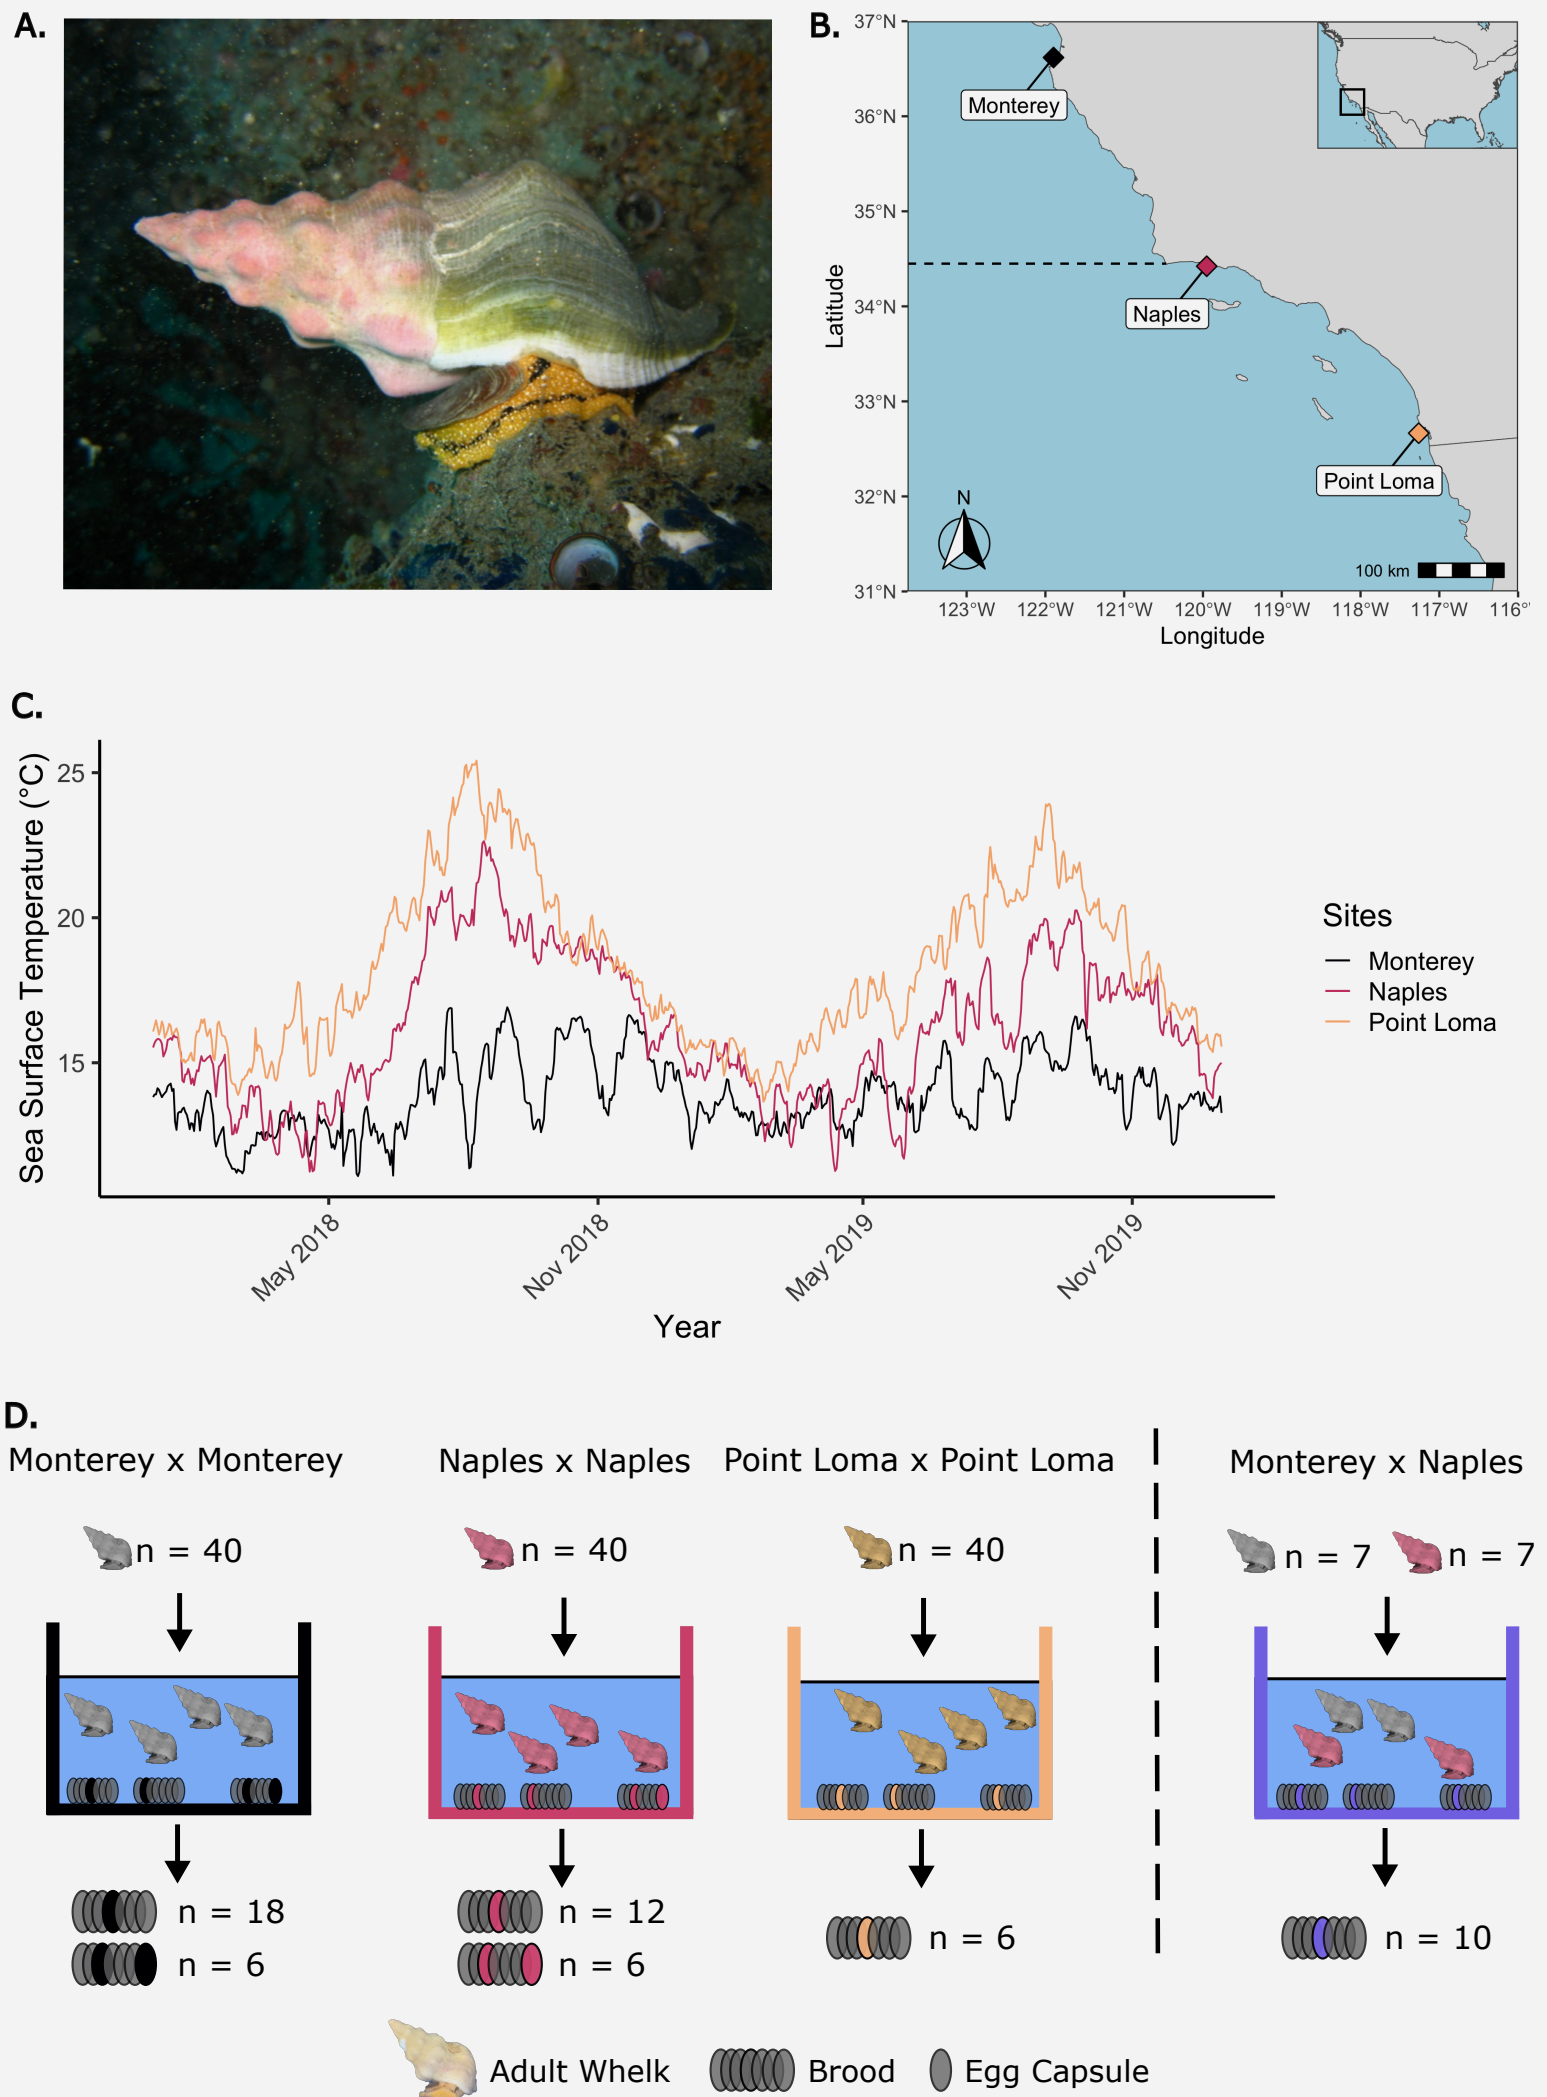 A.
B.
37°N
36°N
35°N
34°N
33°N
32°N
31°N
Latitude
Monterey
Naples
Point Loma
N
100 km
123°W 122°W 121°W 120°W 119°W 118°W 117°W 116°
Longitude
C.
Sea Surface Temperature (°C)
25
20
15
May 2018
Nov 2018
May 2019
Nov 2019
Year
Sites
Monterey
Naples
Point Loma
D.
Monterey x Monterey
Naples x Naples
Point Loma x Point Loma
Monterey x Naples
n = 40
n = 40
n = 40
n = 7
n = 7
n = 18
n = 6
n = 12
n = 6
n = 6
n = 10
Adult Whelk
Brood
Egg Capsule